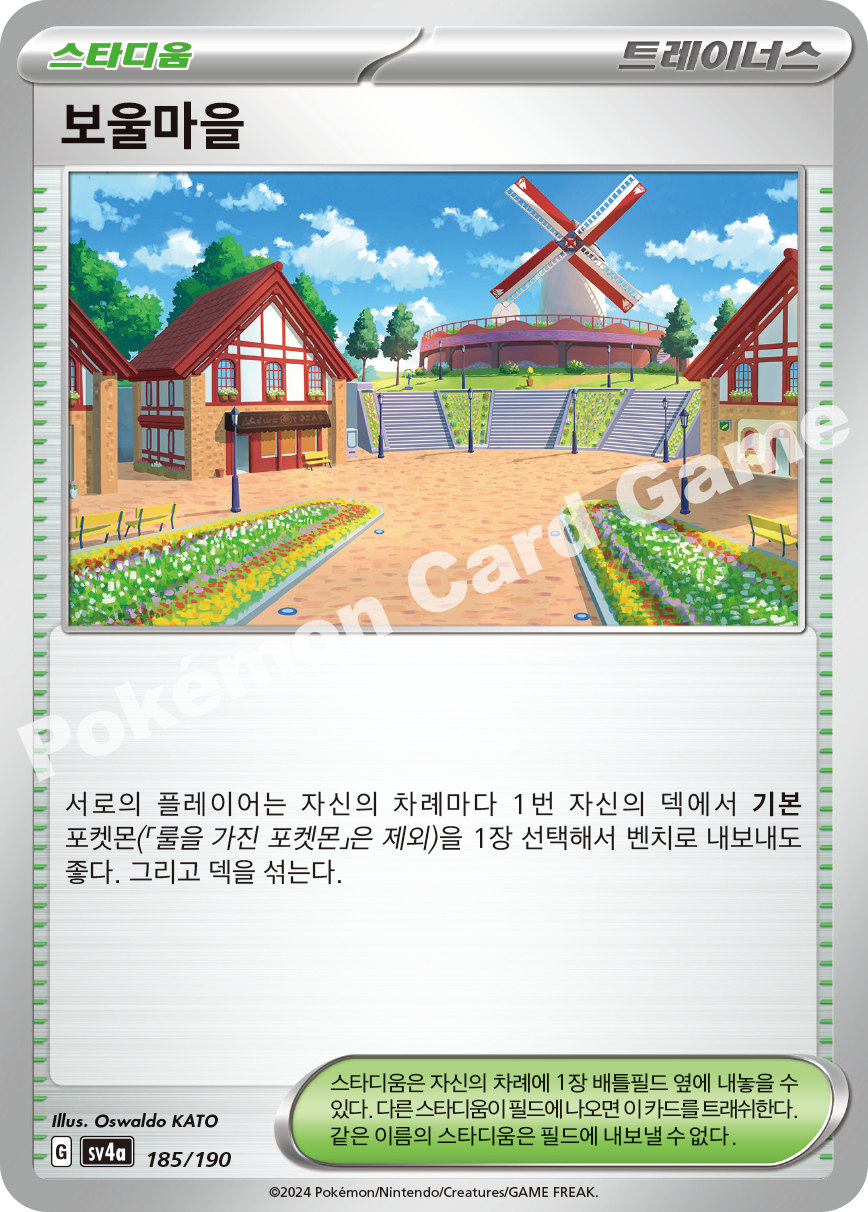 스타디움 트레이너스
보울마을
Pokémon Card Game
서로의 플레이어는 자신의 차례마다 1번 자신의 덱에서 기본
포켓몬(「룰을 가진 포켓몬」은 제외)을 1장 선택해서 벤치로 내보내도
좋다. 그리고 덱을 섞는다.
스타디움은 자신의 차례에 1장 배틀필드 옆에 내놓을 수
있다. 다른 스타디움이 필드에 나오면 이 카드를 트래쉬한다.
같은 이름의 스타디움은 필드에 내보낼 수 없다.
Illus. Oswaldo KATO
G sv4a 185/190
©2024 Pokémon/Nintendo/Creatures/GAME FREAK.